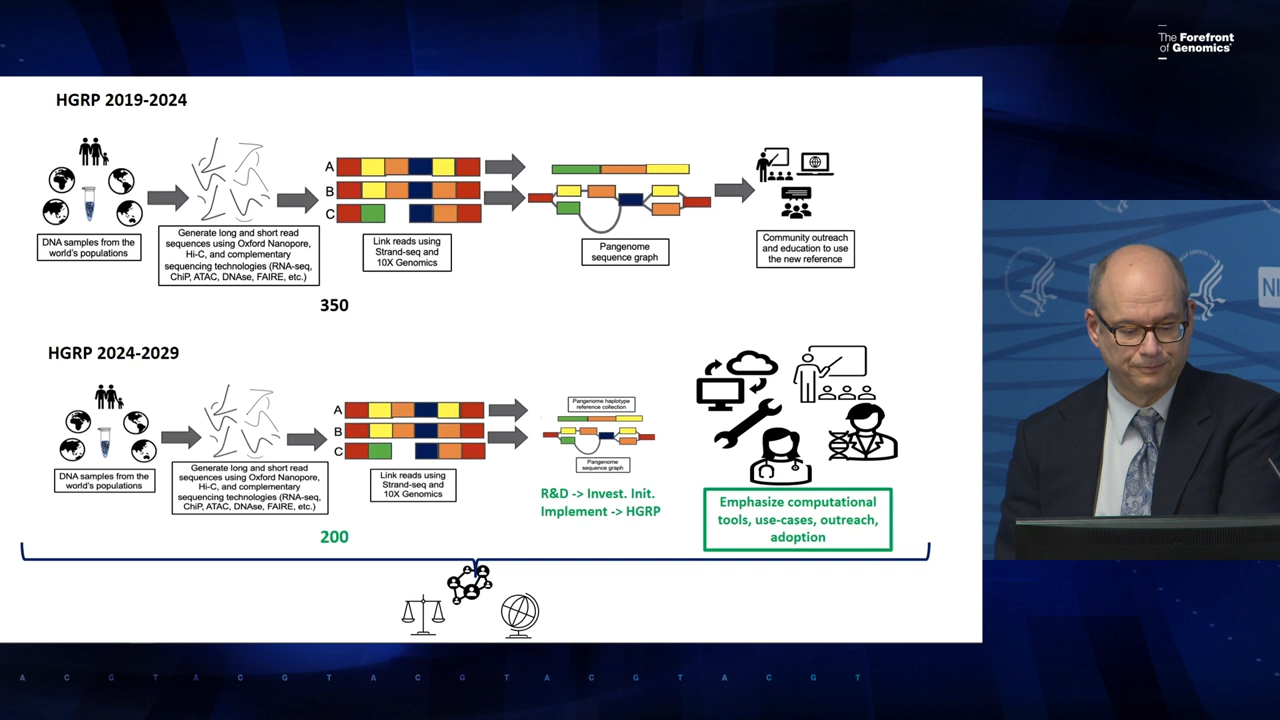 The Forefront
of Genomics®
HGRP 2019-2024
A
B
C
DNA samples from the
world's populations
Generate long and short read
sequences using Oxford Nanopore,
Hi-C, and complementary
sequencing technologies (RNA-seq,
ChiP, ATAC, DNAse, FAIRE, etc.)
Link reads using
Strand-seq and
10X Genomics
Pangenome
sequence graph
Community outreach
and education to use
the new reference
350
HGRP 2024-2029
A
B
C
DNA samples from the
world's populations
Generate long and short read
sequences using Oxford Nanopore,
Hi-C, and complementary
sequencing technologies (RNA-seq,
ChiP, ATAC, DNAse, FAIRE, etc.)
Link reads using
Strand-seq and
10X Genomics
Pangenome haplotype
reference collection
Pangenome
sequence graph
R&D -> Invest. Init.
Implement -> HGRP
Emphasize computational
tools, use-cases, outreach,
adoption
200
NI
A C G T A C G T A C G T A C G T A C G T